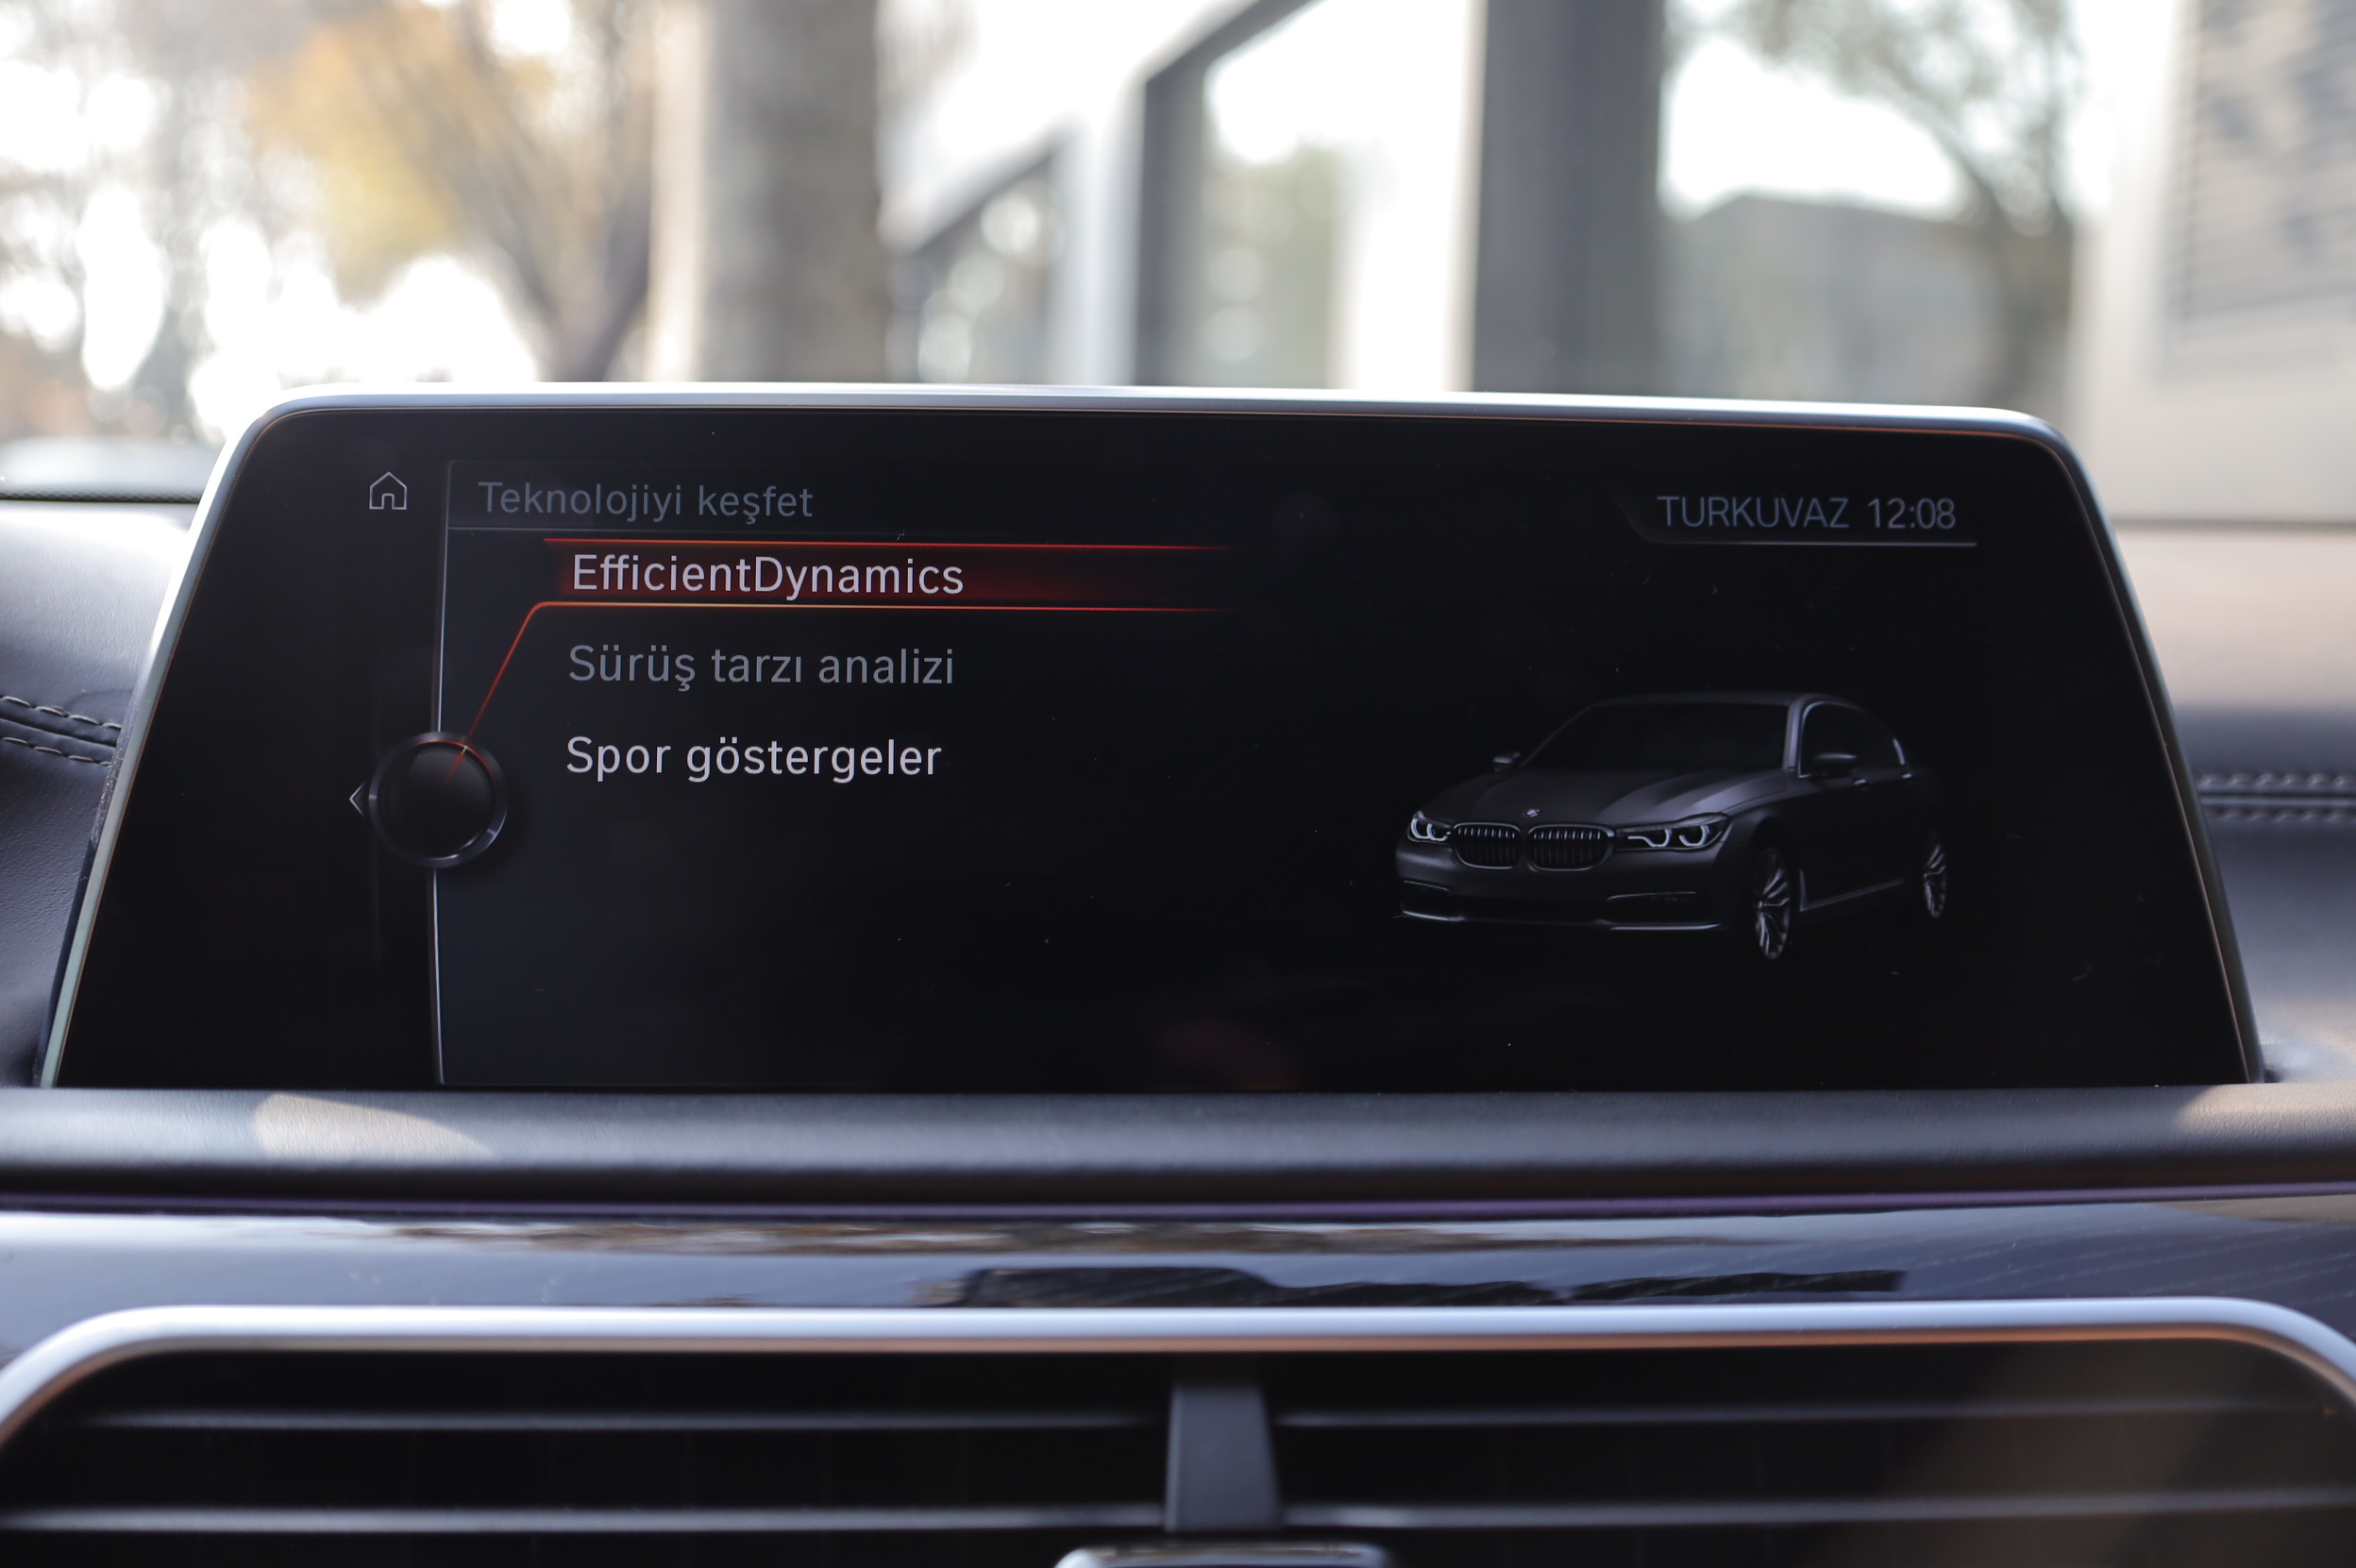 Teknolojiyi keşfet
TURKUVAZ 12:08
EfficientDynamics
Sürüş tarzı analizi
Spor göstergeler